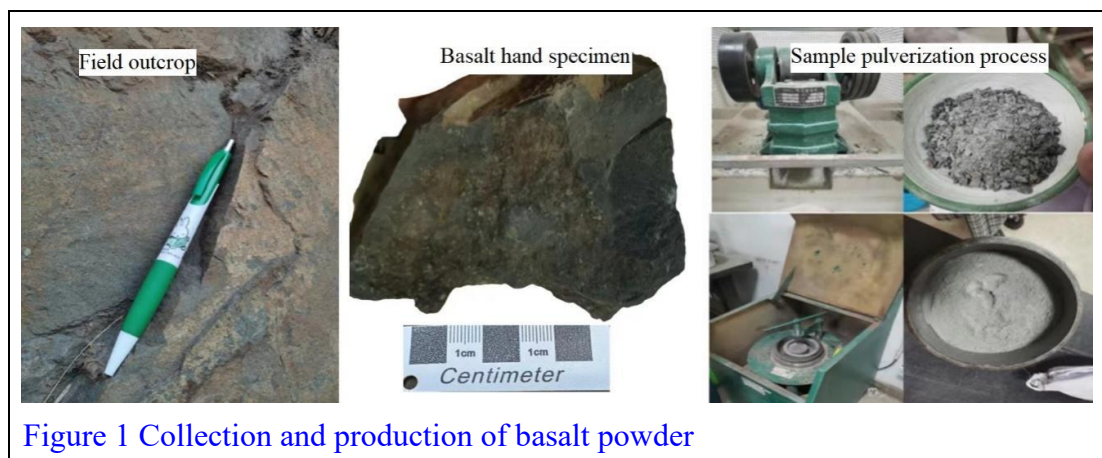 Field outcrop
Basalt hand specimen
Sample pulverization process
1cm
1cm
Centimeter
Figure 1 Collection and production of basalt powder